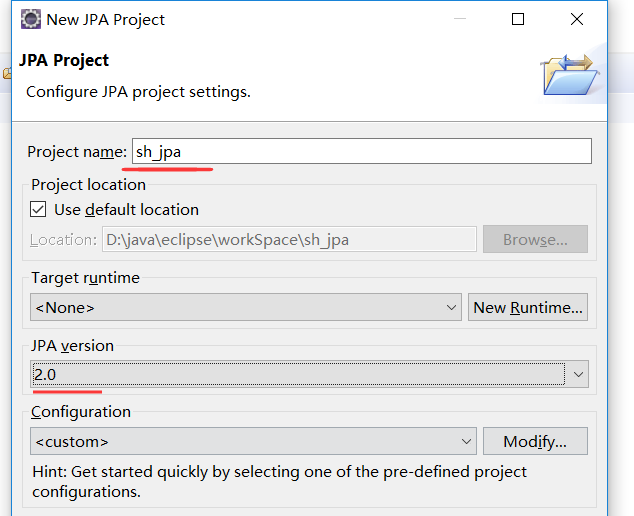 New JPA Project
JPA Project
Configure JPA project settings.
Project name: sh_jpa
Project location
Use default location
Location: D:\java\eclipse\workSpace\sh_jpa Browse...
Target runtime
<None> New Runtime...
JPA version
2.0
Configuration
<custom> Modify...
Hint: Get started quickly by selecting one of the pre-defined project
configurations.